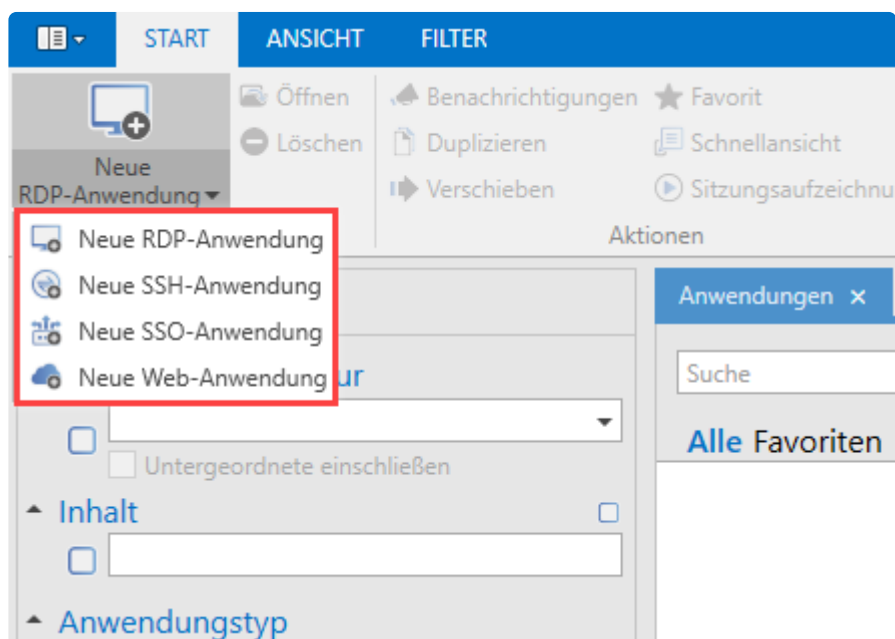 START ANSICHT FILTER
Neue
RDP-Anwendung
Öffnen
Löschen
Benachrichtigungen
Duplizieren
Verschieben
Favorit
Schnellansicht
Sitzungsaufzeichnu
Aktionen
Neue RDP-Anwendung
Neue SSH-Anwendung
Neue SSO-Anwendung
Neue Web-Anwendung
ur
Untergeordnete einschließen
Inhalt
Anwendungstyp
Anwendungen
Suche
Alle Favoriten